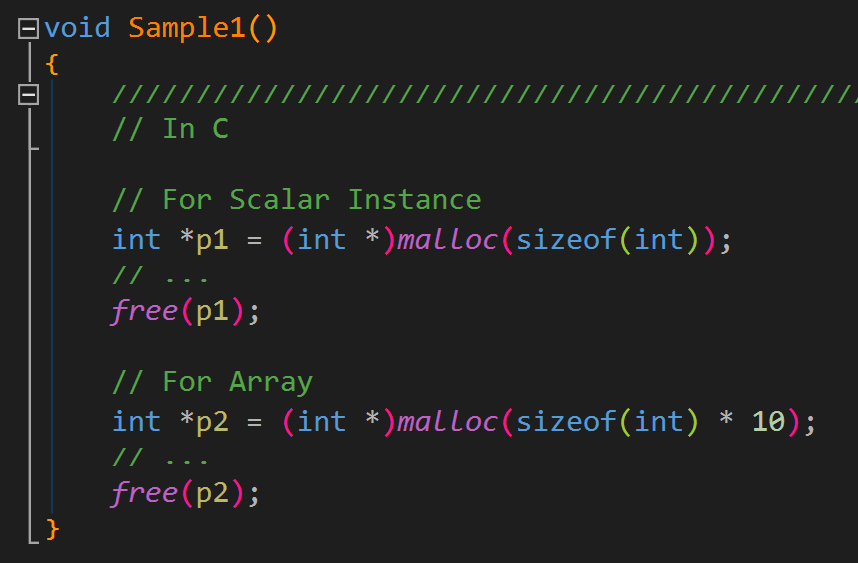 void Sample1()
{
////////////////////////////////////////////
// In C
// For Scalar Instance
int *p1 = (int *)malloc(sizeof(int));
// ...
free(p1);
// For Array
int *p2 = (int *)malloc(sizeof(int) * 10);
// ...
free(p2);
}